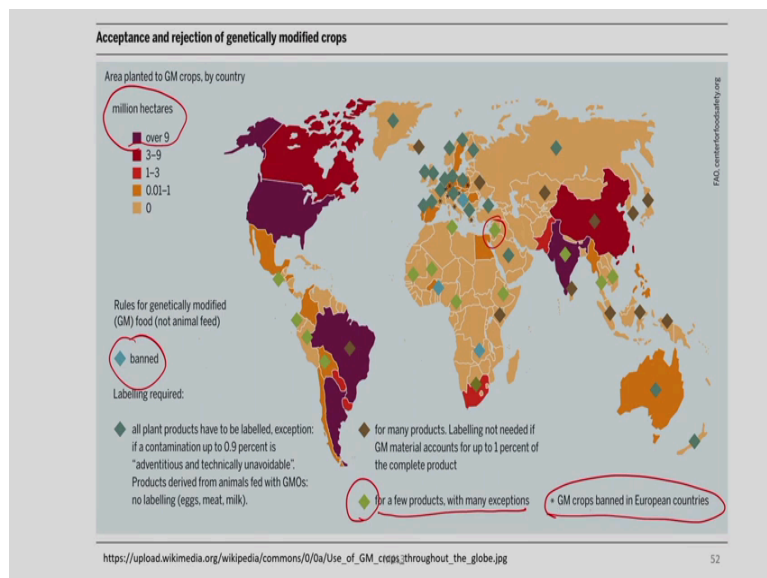 Acceptance and rejection of genetically modified crops
Area planted to GM crops, by country
million hectares
over 9
3–9
1–3
0.01–1
0
FAO, centerforfoodsafety.org
Rules for genetically modified
(GM) food (not animal feed)
banned
Labelling required:
all plant products have to be labelled, exception:
if a contamination up to 0.9 percent is
“adventitious and technically unavoidable”.
Products derived from animals fed with GMOs:
no labelling (eggs, meat, milk).
for many products. Labelling not needed if
GM material accounts for up to 1 percent of
the complete product
for a few products, with many exceptions
* GM crops banned in European countries
https://upload.wikimedia.org/wikipedia/commons/0/0a/Use_of_GM_crops_throughout_the_globe.jpg
52